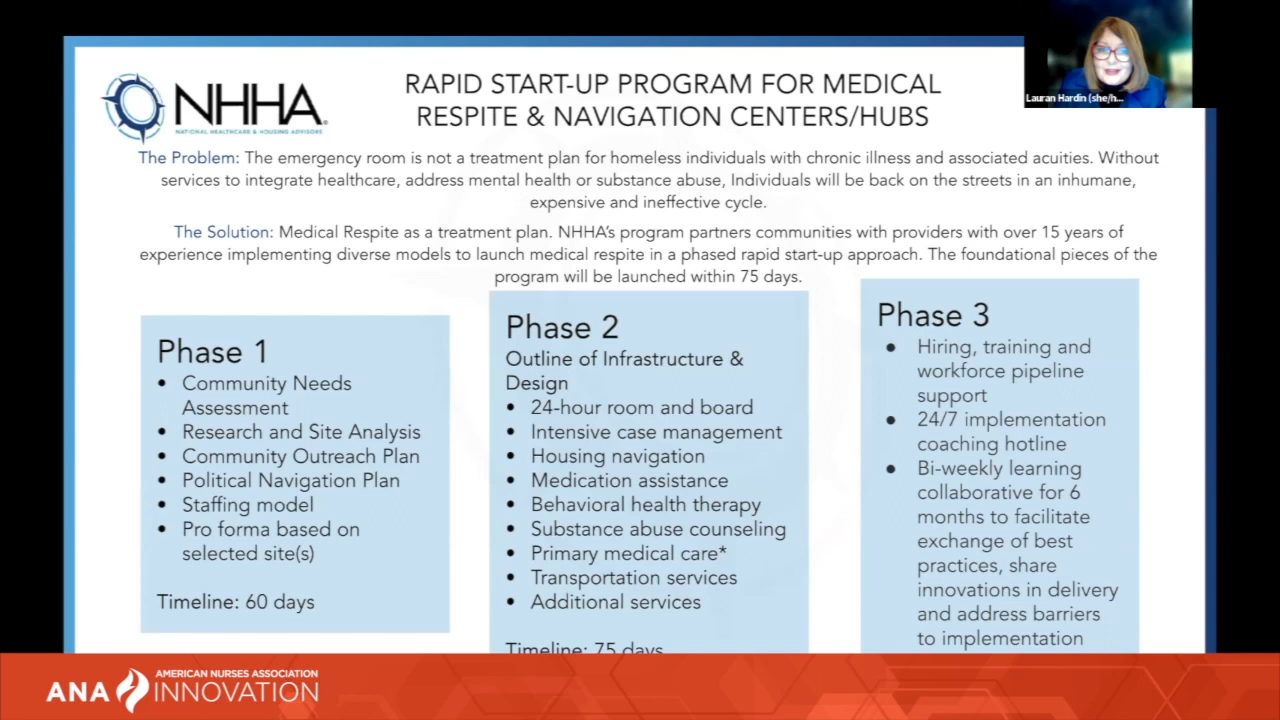 NHHA
NATIONAL HEALTHCARE & HOUSING ADVISORS
RAPID START-UP PROGRAM FOR MEDICAL
RESPITE & NAVIGATION CENTERS/HUBS
Lauran Hardin (she/h...
The Problem: The emergency room is not a treatment plan for homeless individuals with chronic illness and associated acuities. Without
services to integrate healthcare, address mental health or substance abuse, Individuals will be back on the streets in an inhumane,
expensive and ineffective cycle.
The Solution: Medical Respite as a treatment plan. NHHA's program partners communities with providers with over 15 years of
experience implementing diverse models to launch medical respite in a phased rapid start-up approach. The foundational pieces of the
program will be launched within 75 days.
Phase 1
• Community Needs
Assessment
• Research and Site Analysis
• Community Outreach Plan
• Political Navigation Plan
• Staffing model
• Pro forma based on
selected site(s)
Timeline: 60 days
Phase 2
Outline of Infrastructure &
Design
• 24-hour room and board
• Intensive case management
• Housing navigation
• Medication assistance
• Behavioral health therapy
• Substance abuse counseling
• Primary medical care*
• Transportation services
• Additional services
Timeline: 75 days
Phase 3
• Hiring, training and
workforce pipeline
support
• 24/7 implementation
coaching hotline
• Bi-weekly learning
collaborative for 6
months to facilitate
exchange of best
practices, share
innovations in delivery
and address barriers
to implementation
ANA
AMERICAN NURSES ASSOCIATION
INNOVATION